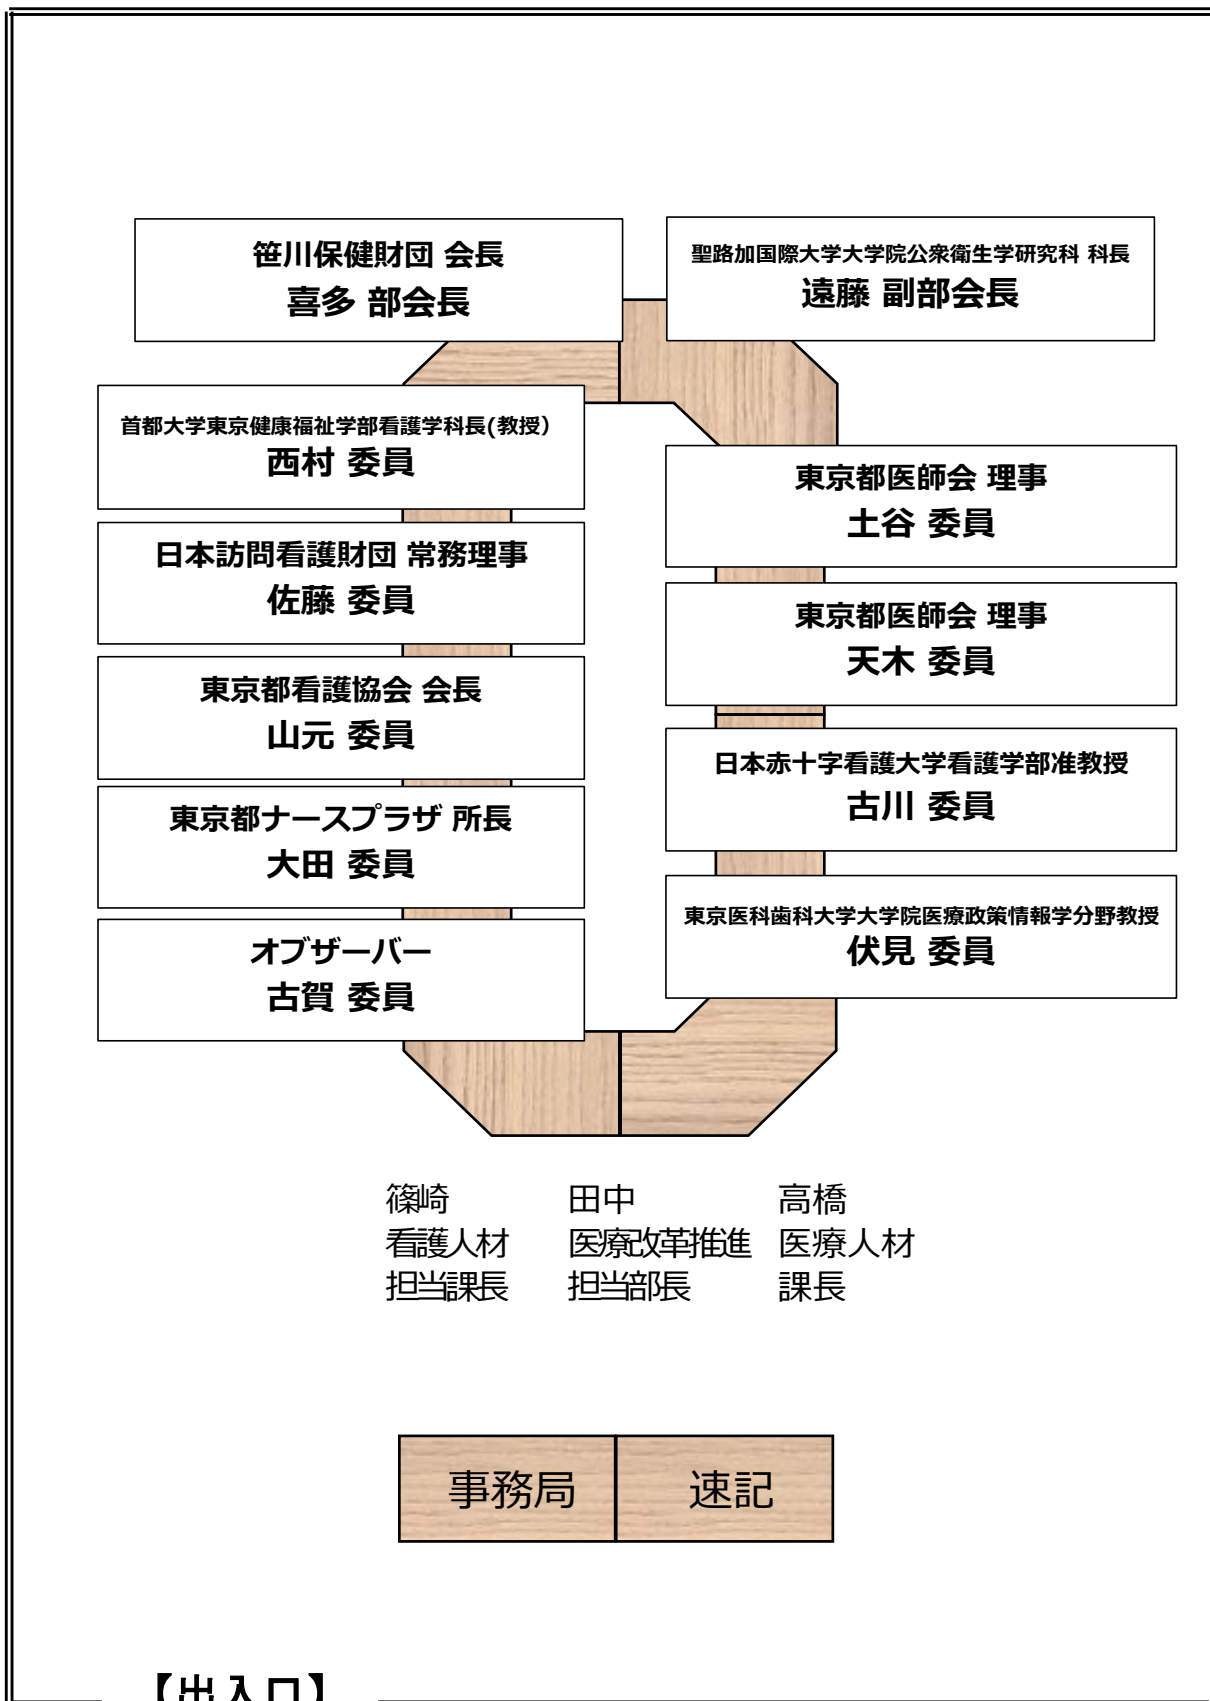 笹川保健財団 会長
喜多 部会長
聖路加国際大学大学院公衆衛生学研究科 科長
遠藤 副部会長
首都大学東京健康福祉学部看護学科長(教授）
西村 委員
日本訪問看護財団 常務理事
佐藤 委員
東京都看護協会 会長
山元 委員
東京都ナースプラザ 所長
大田 委員
オブザーバー
古賀 委員
東京都医師会 理事
土谷 委員
東京都医師会 理事
天木 委員
日本赤十字看護大学看護学部准教授
古川 委員
東京医科歯科大学大学院医療政策情報学分野教授
伏見 委員
篠崎
看護人材
担当課長
田中
医療改革推進
担当部長
高橋
医療人材
課長
事務局
速記
【出入口】